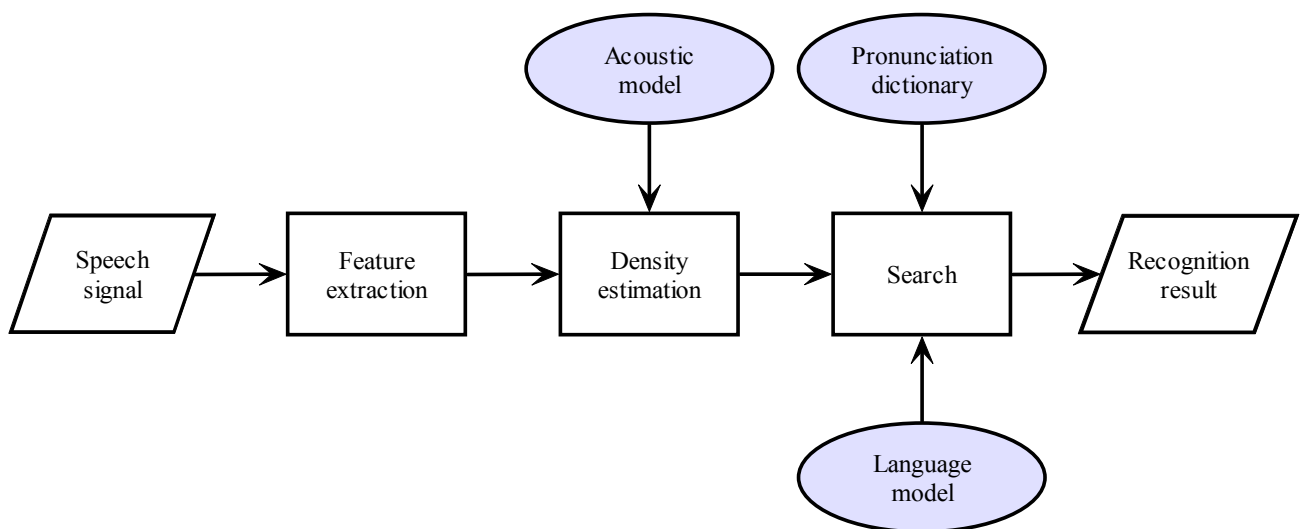 Acoustic
model
Pronunciation
dictionary
Speech
signal
Feature
extraction
Density
estimation
Search
Recognition
result
Language
model